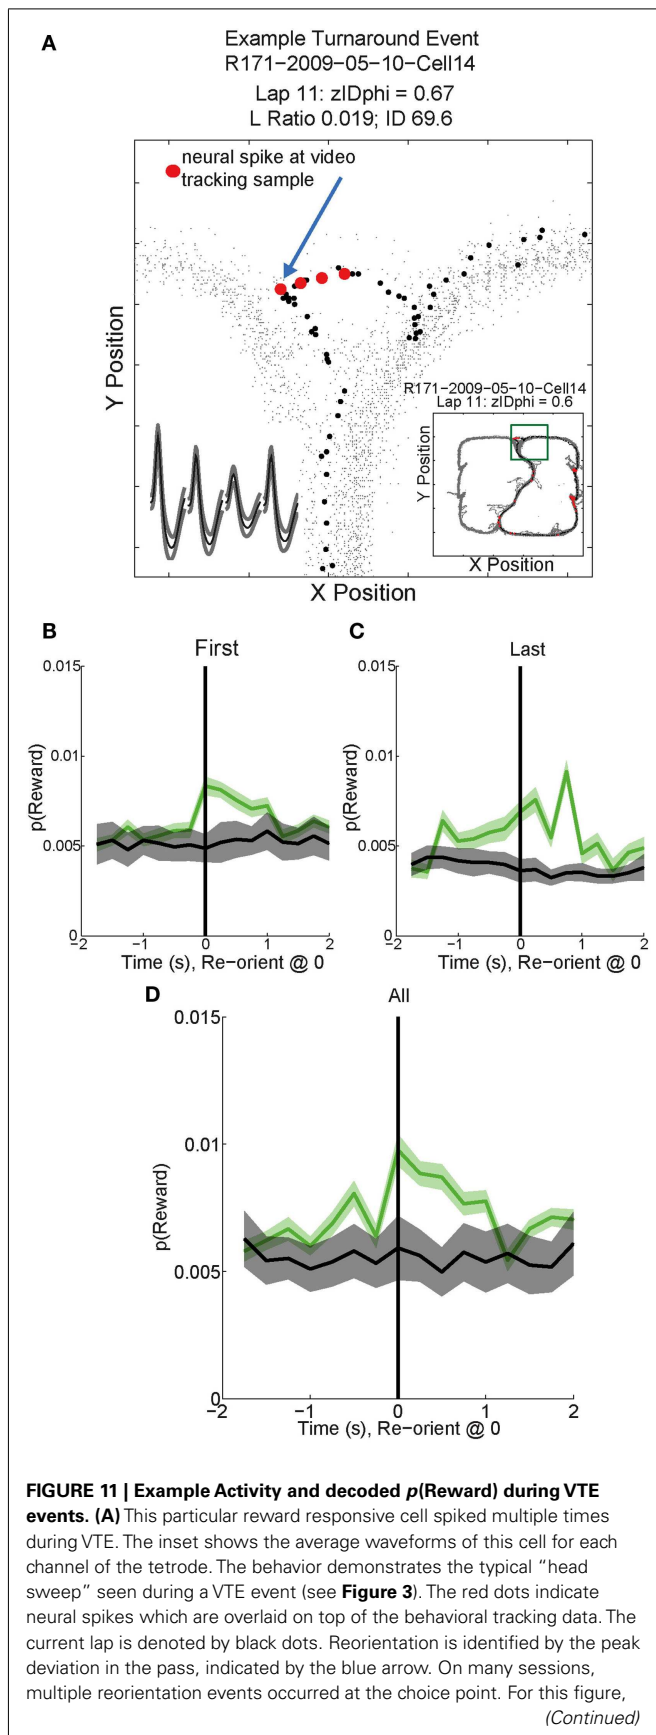 A
Example Turnaround Event
R171-2009-05-10-Cell14
Lap 11: zIDphi = 0.67
L Ratio 0.019; ID 69.6
neural spike at video
tracking sample
Y Position
R171-2009-05-10-Cell14
Lap 11: zIDphi = 0.6
Y Position
X Position
X Position
B
First
0.015
0.01
0.005
0
p(Reward)
−2 −1 0 1 2
Time (s), Re-orient @ 0
C
Last
0.015
0.01
0.005
0
p(Reward)
−2 −1 0 1 2
Time (s), Re-orient @ 0
D
All
0.015
0.01
0.005
0
p(Reward)
−2 −1 0 1 2
Time (s), Re-orient @ 0
FIGURE 11 | Example Activity and decoded p(Reward) during VTE
events. (A) This particular reward responsive cell spiked multiple times
during VTE. The inset shows the average waveforms of this cell for each
channel of the tetrode. The behavior demonstrates the typical “head
sweep” seen during a VTE event (see Figure 3). The red dots indicate
neural spikes which are overlaid on top of the behavioral tracking data. The
current lap is denoted by black dots. Reorientation is identified by the peak
deviation in the pass, indicated by the blue arrow. On many sessions,
multiple reorientation events occurred at the choice point. For this figure,
(Continued)